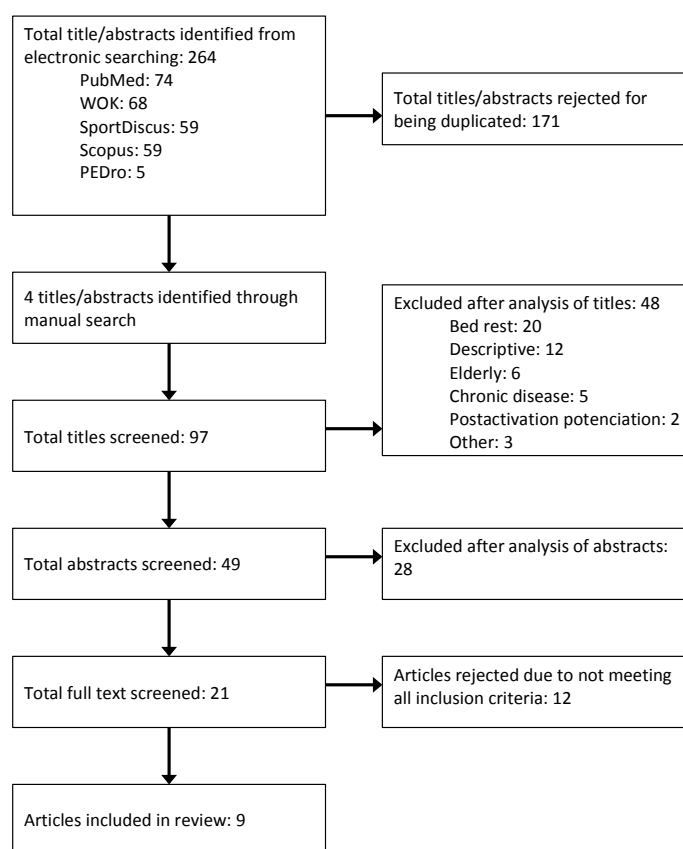 Total title/abstracts identified from
electronic searching: 264
PubMed: 74
WOK: 68
SportDiscus: 59
Scopus: 59
PEDro: 5
Total titles/abstracts rejected for
being duplicated: 171
4 titles/abstracts identified through
manual search
Excluded after analysis of titles: 48
Bed rest: 20
Descriptive: 12
Elderly: 6
Chronic disease: 5
Postactivation potenciation: 2
Other: 3
Total titles screened: 97
Total abstracts screened: 49
Excluded after analysis of abstracts:
28
Total full text screened: 21
Articles rejected due to not meeting
all inclusion criteria: 12
Articles included in review: 9